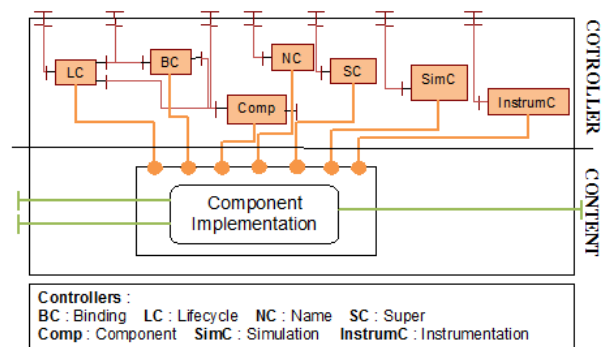 COTROLLER
BC
NC
LC
SC
SimC
Comp
InstrumC
CONTENT
Component
Implementation
Controllers :
BC : Binding LC : Lifecycle NC : Name SC : Super
Comp : Component SimC : Simulation InstrumC : Instrumentation